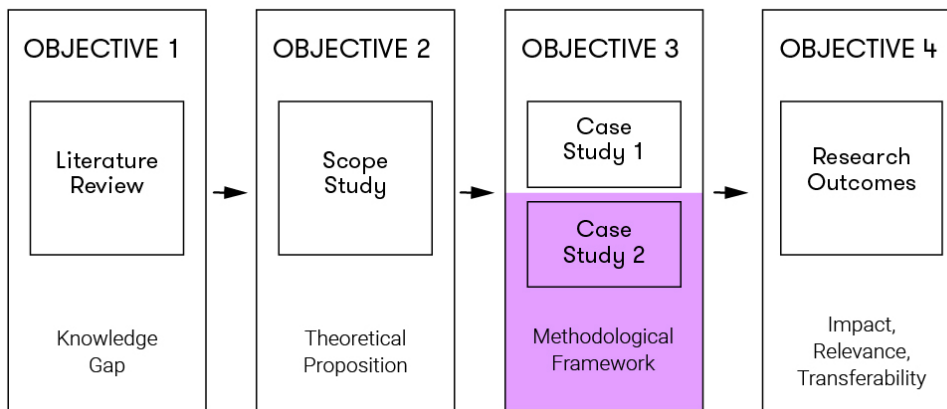 OBJECTIVE 1
Literature
Review
Knowledge
Gap
OBJECTIVE 2
Scope
Study
Theoretical
Proposition
OBJECTIVE 3
Case
Study 1
Case
Study 2
Methodological
Framework
OBJECTIVE 4
Research
Outcomes
Impact,
Relevance,
Transferability